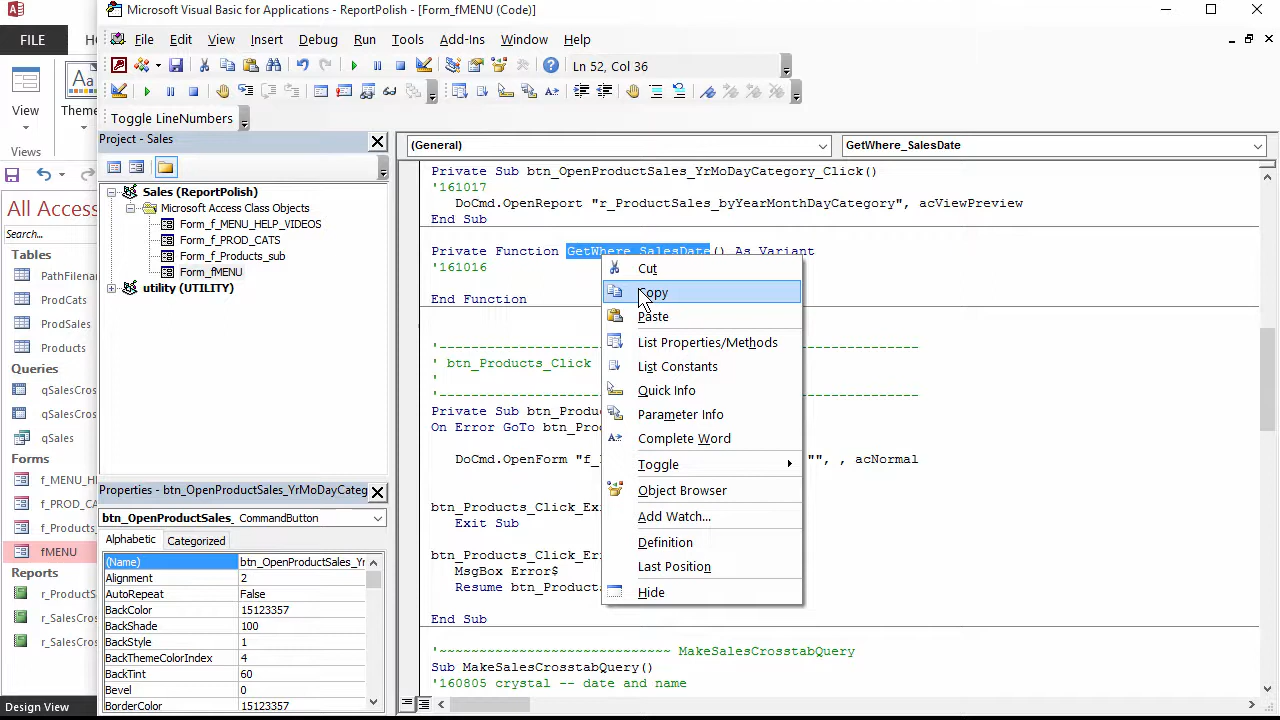 Microsoft Visual Basic for Applications - ReportPolish - [Form_fMENU (Code)]
FILE
File Edit View Insert Format Debug Run Tools Add-Ins Window Help
Ln 52, Col 36
Toggle LineNumbers
View
Views
Design View
All Access
Search...
Tables
PathFilenam
ProdCats
ProdSales
Products
Queries
qSalesCros
qSalesCros
qSales
Forms
f_MENU_H
f_PROD_CA
f_Products_
fMENU
Reports
r_ProductS
r_SalesCros
r_SalesCros
Project - Sales
Sales (ReportPolish)
Microsoft Access Class Objects
Form_f_MENU_HELP_VIDEOS
Form_f_PROD_CATS
Form_f_Products_sub
Form_fMENU
utility (UTILITY)
Properties - btn_OpenProductSales_YrMoDayCateg
btn_OpenProductSales_ CommandButton
Alphabetic Categorized
(Name) btn_OpenProductSales_Yr
Alignment 2
AutoRepeat False
BackColor 15123357
BackShade 100
BackStyle 1
BackThemeColorIndex 4
BackTint 60
Bevel 0
BorderColor 15123357
(General) GetWhere_SalesDate
Private Sub btn_OpenProductSales_YrMoDayCategory_Click()
'161017
DoCmd.OpenReport "r_ProductSales_byYearMonthDayCategory", acViewPreview
End Sub
Private Function GetWhere_SalesDate() As Variant
'161016
End Function
' btn_Products_Click
'
Private Sub btn_Produ
On Error GoTo btn_Pro
DoCmd.OpenForm "f_ "", , acNormal
btn_Products_Click_Exi
Exit Sub
btn_Products_Click_Er
MsgBox Error$
Resume btn_Product
End Sub
'~~~~~~~~~~~~~~~~~~~~~~~~~~~~ MakeSalesCrosstabQuery
Sub MakeSalesCrosstabQuery()
'160805 crystal -- date and name
Cut
Copy
Paste
List Properties/Methods
List Constants
Quick Info
Parameter Info
Complete Word
Toggle
Object Browser
Add Watch...
Definition
Last Position
Hide